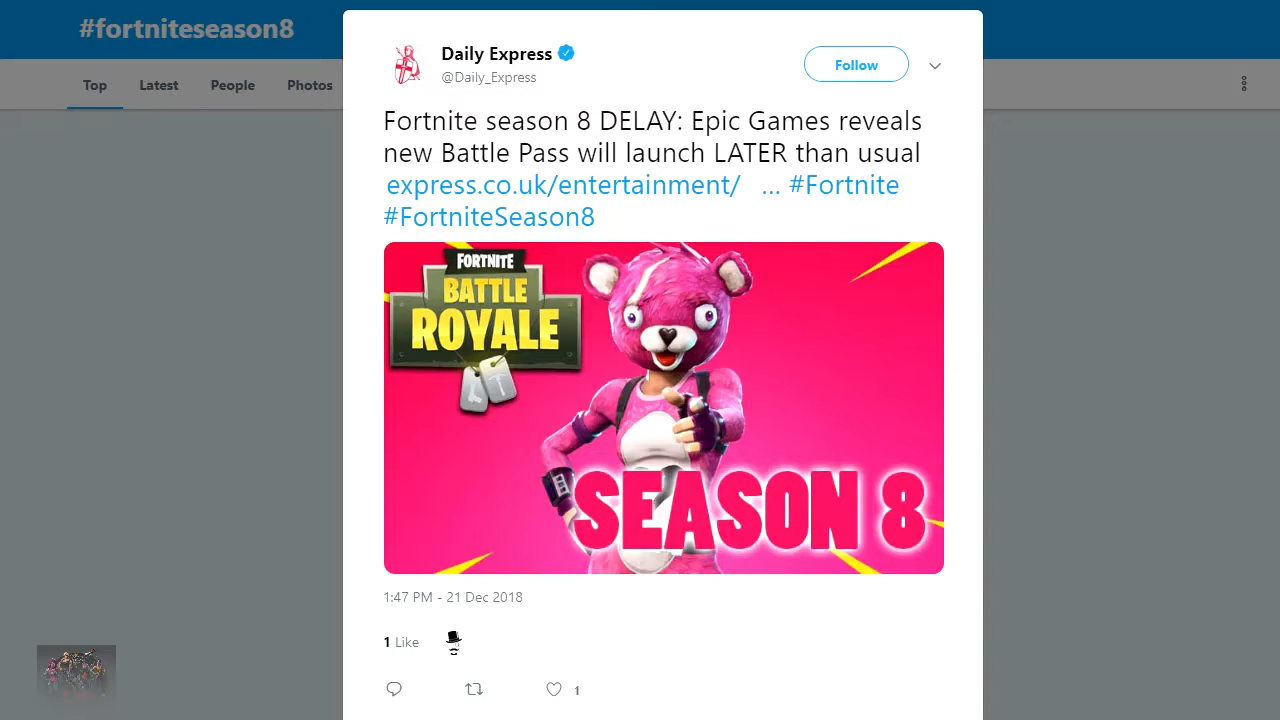 #fortniteseason8
Top Latest People Photos
Daily Express
@Daily_Express
Follow
Fortnite season 8 DELAY: Epic Games reveals
new Battle Pass will launch LATER than usual
express.co.uk/entertainment/ ... #Fortnite
#FortniteSeason8
FORTNITE
BATTLE
ROYALE
SEASON 8
1:47 PM - 21 Dec 2018
1 Like
1